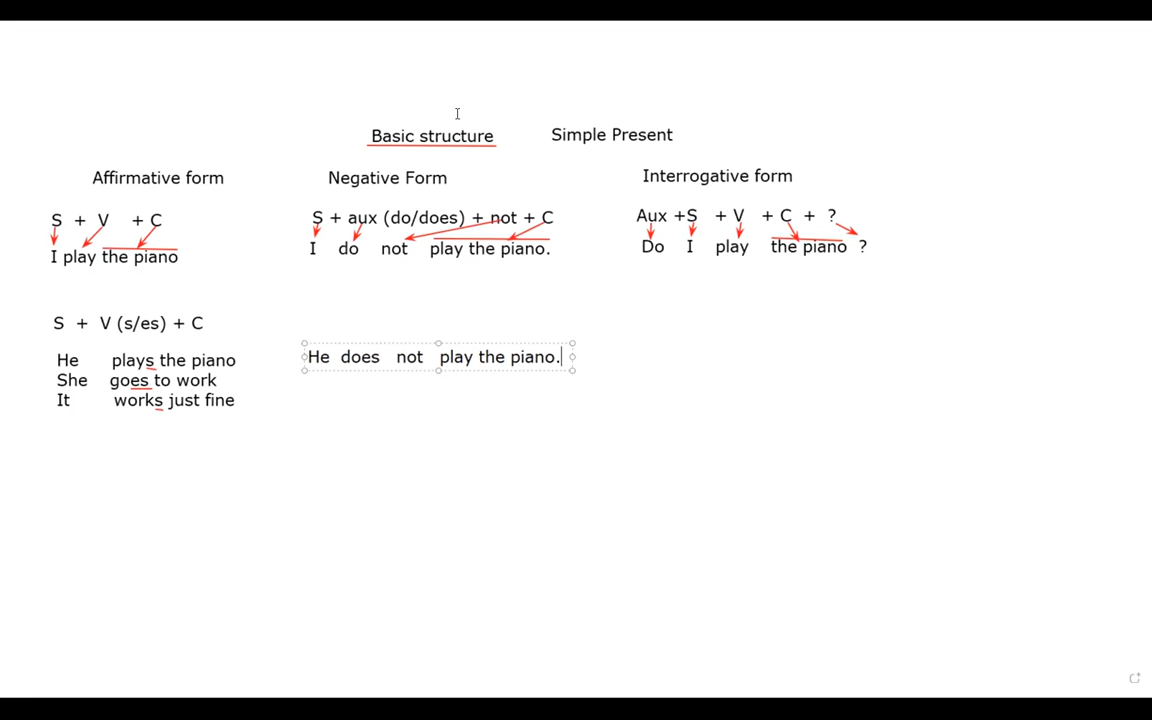 Basic structure Simple Present
Affirmative form Negative Form Interrogative form
S + V + C S + aux (do/does) + not + C Aux +S + V + C + ?
I play the piano I do not play the piano. Do I play the piano ?
S + V (s/es) + C
He plays the piano He does not play the piano.
She goes to work
It works just fine